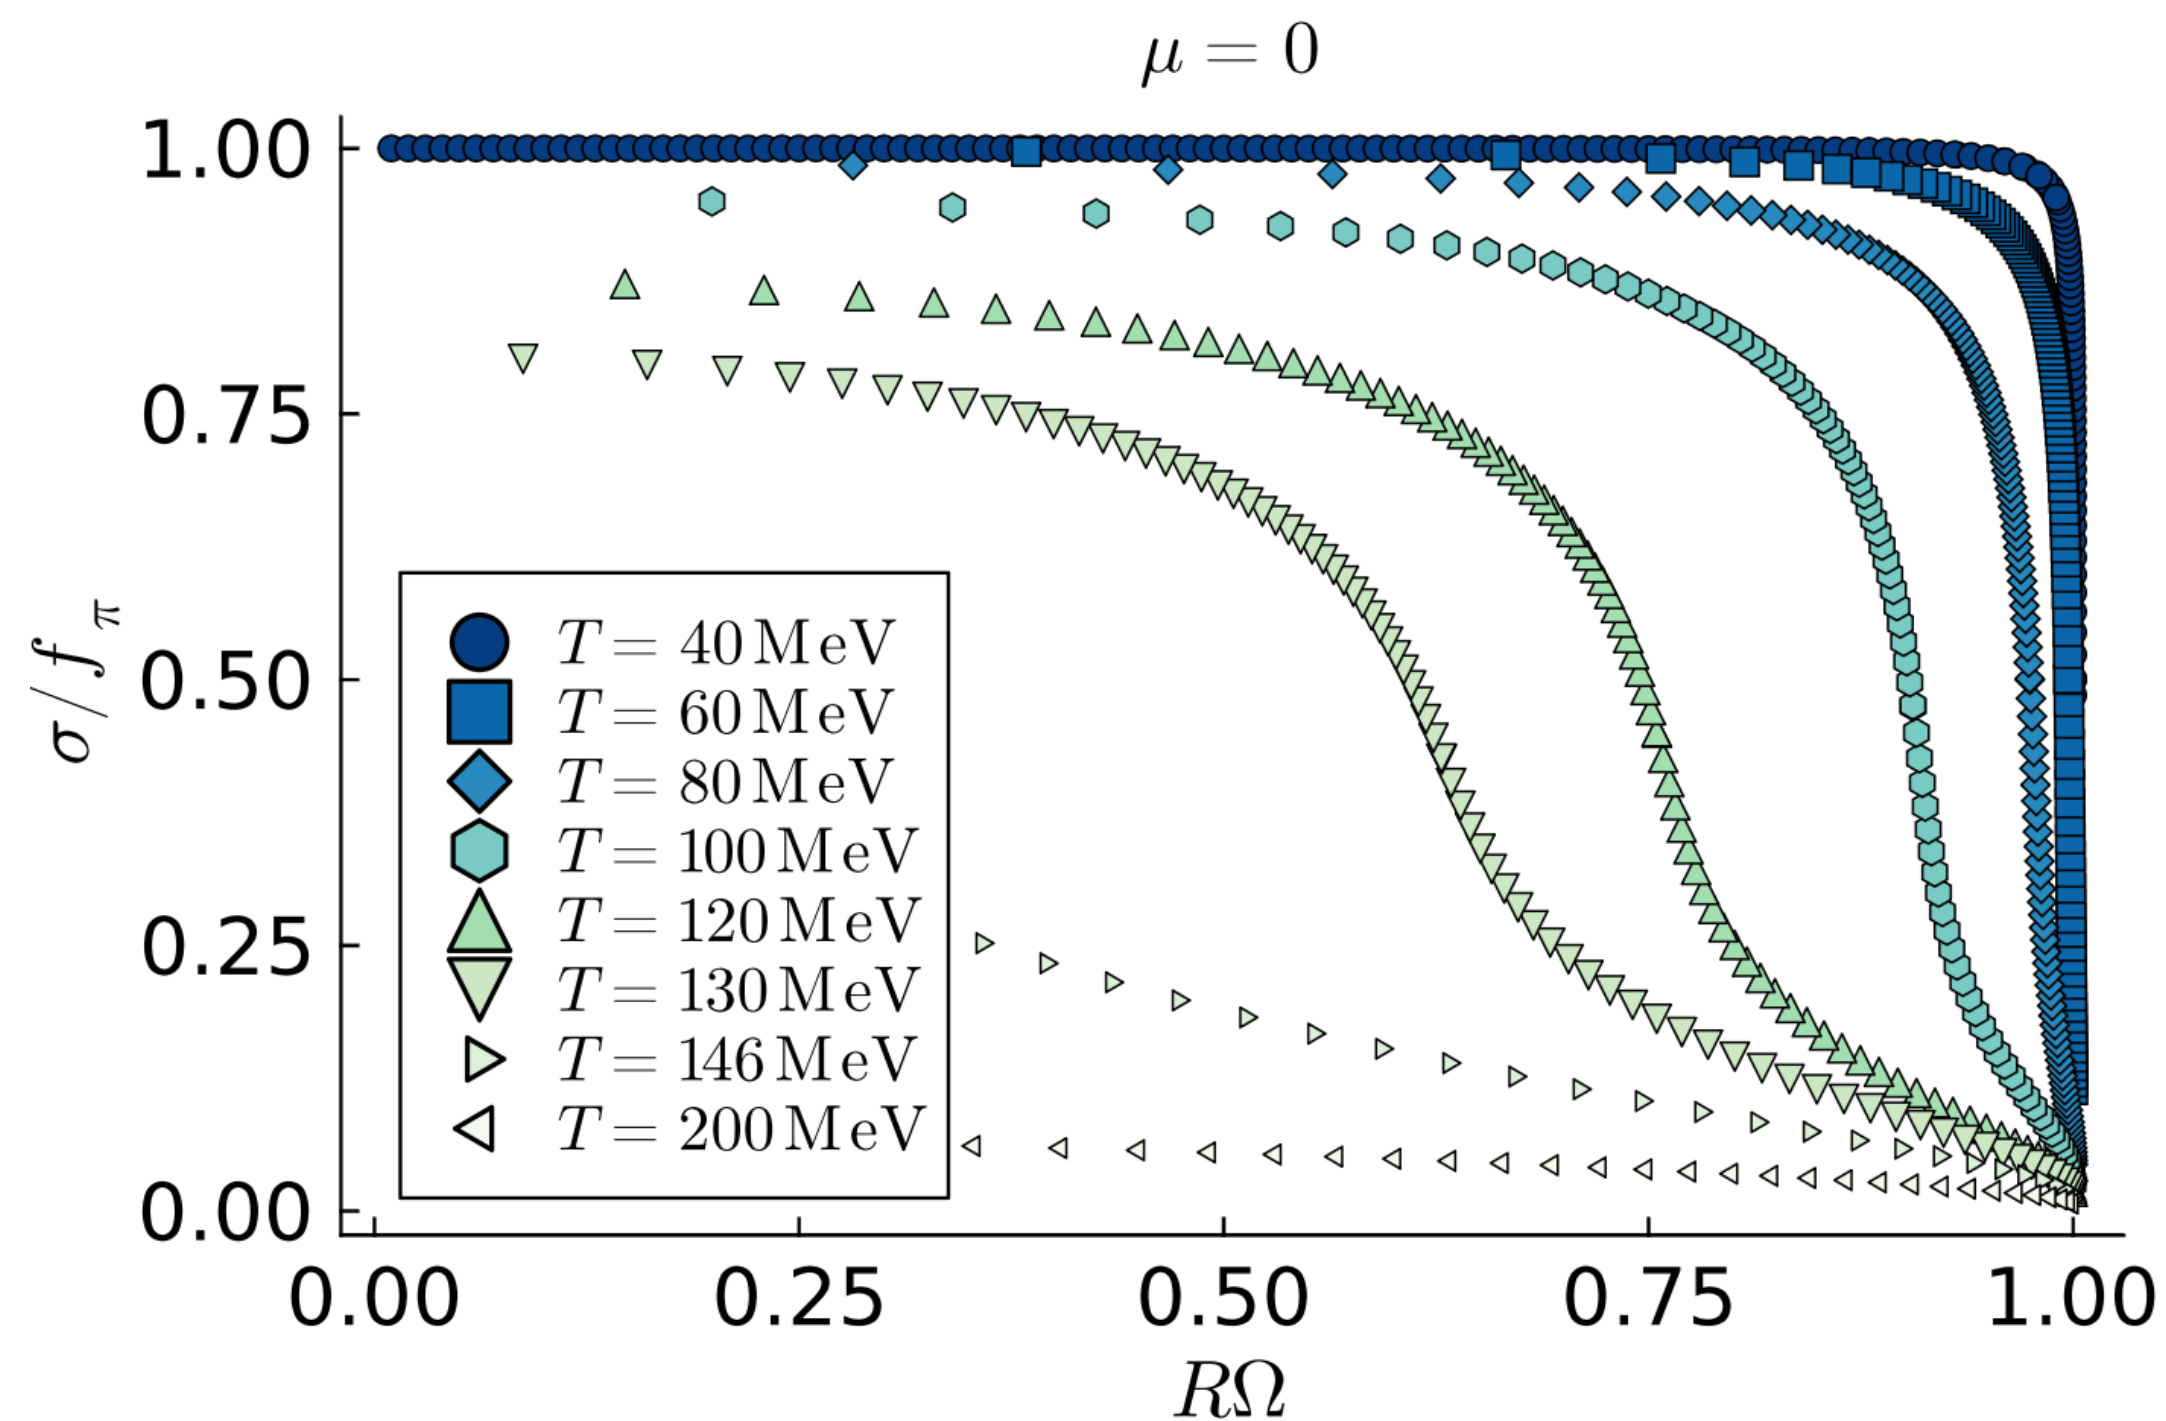 μ = 0
1.00
0.75
0.50
0.25
0.00
σ/f π
T = 40 MeV
T = 60 MeV
T = 80 MeV
T = 100 MeV
T = 120 MeV
T = 130 MeV
T = 146 MeV
T = 200 MeV
0.00 0.25 0.50 0.75 1.00
RΩ